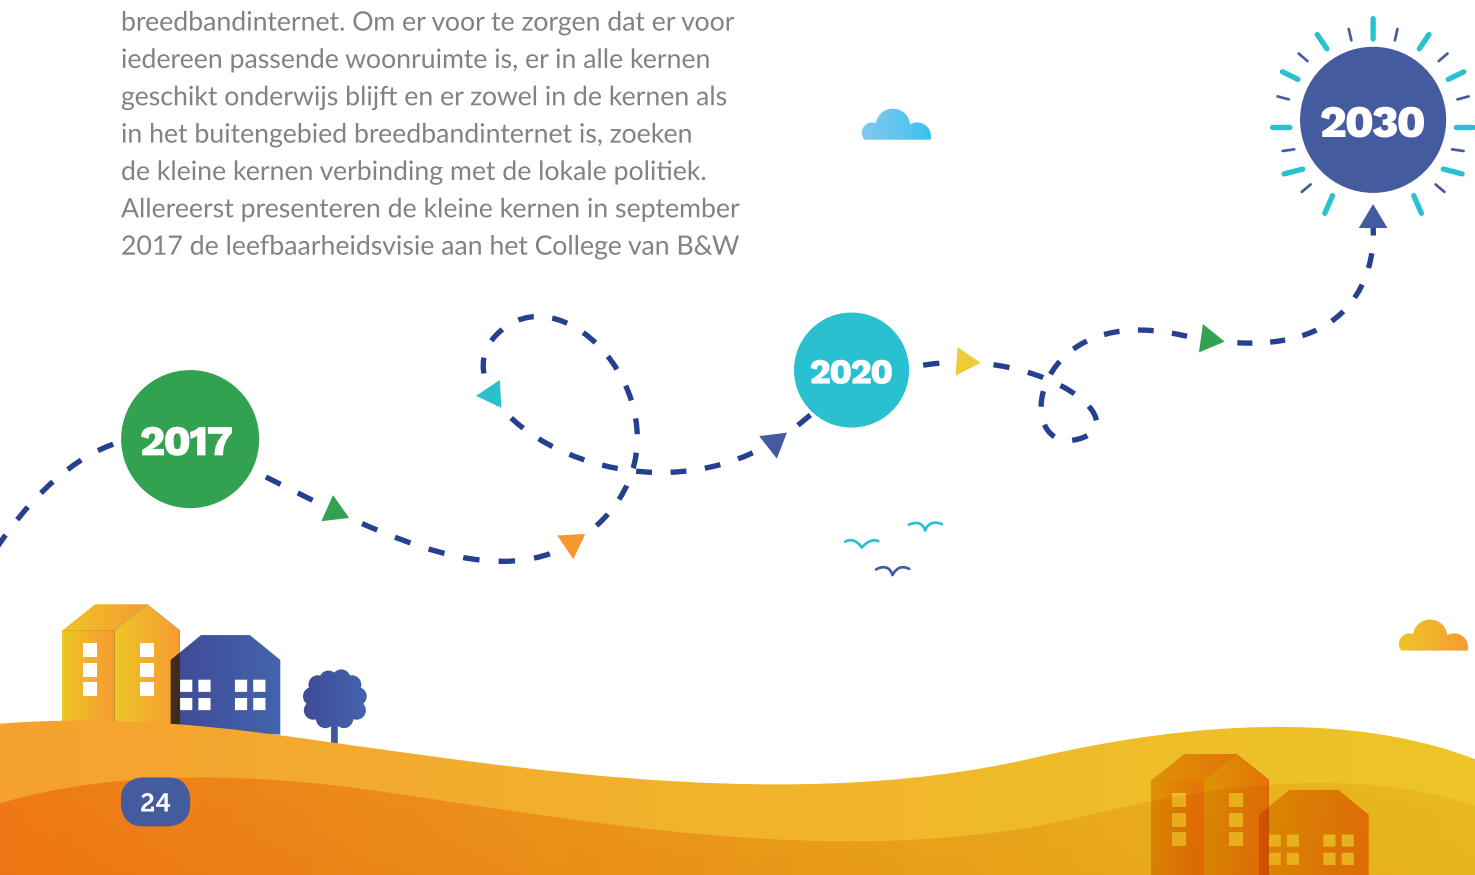 breedbandinternet. Om er voor te zorgen dat er voor
iedereen passende woonruimte is, er in alle kernen
geschikt onderwijs blijft en er zowel in de kernen als
in het buitengebied breedbandinternet is, zoeken
de kleine kernen verbinding met de lokale politiek.
Allereerst presenteren de kleine kernen in september
2017 de leefbaarheidsvisie aan het College van B&W
2030
2020
2017
24